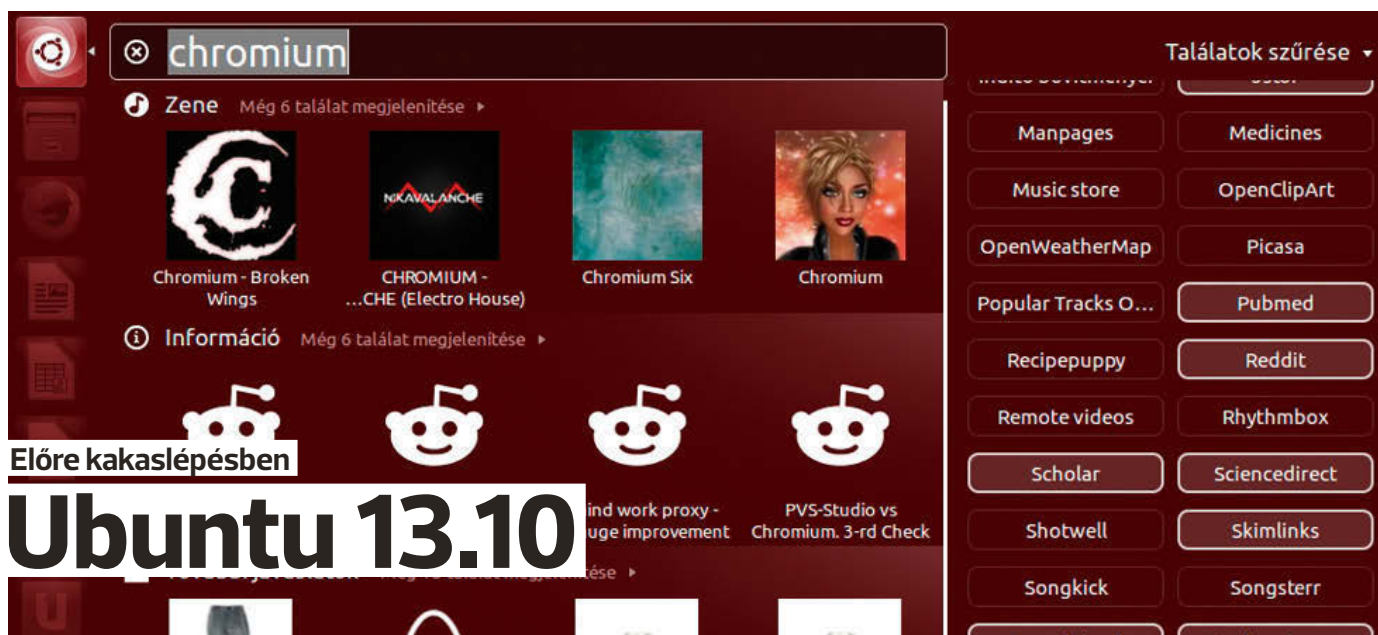 chromium
Találatok szűrése
Zene Még 6 találat megjelenítése
Chromium - Broken
Wings
NIKAVALANCHE
CHROMIUM -
...CHE (Electro House)
Chromium Six
Chromium
Információ Még 6 találat megjelenítése
ind work proxy -
uge improvement
PVS-Studio vs
Chromium. 3-rd Check
Előre kakaslépésben
Ubuntu 13.10
Manpages
Medicines
Music store
OpenClipArt
OpenWeatherMap
Picasa
Popular Tracks O...
Pubmed
Recipepuppy
Reddit
Remote videos
Rhythmbox
Scholar
Sciencedirect
Shotwell
Skimlinks
Songkick
Songsterr